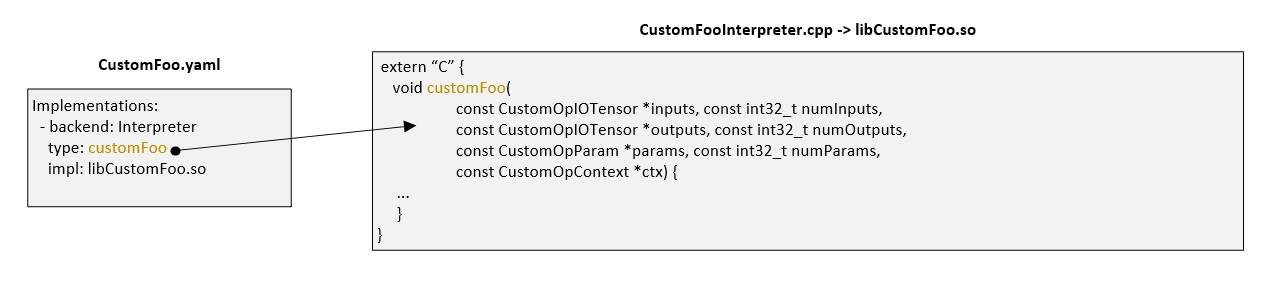 CustomFooInterpreter.cpp -> libCustomFoo.so
CustomFoo.yaml
Implementations:
- backend: Interpreter
type: customFoo
impl: libCustomFoo.so
extern “C” {
void customFoo(
const CustomOpIOTensor *inputs, const int32_t numInputs,
const CustomOpIOTensor *outputs, const int32_t numOutputs,
const CustomOpParam *params, const int32_t numParams,
const CustomOpContext *ctx) {
...
}
}